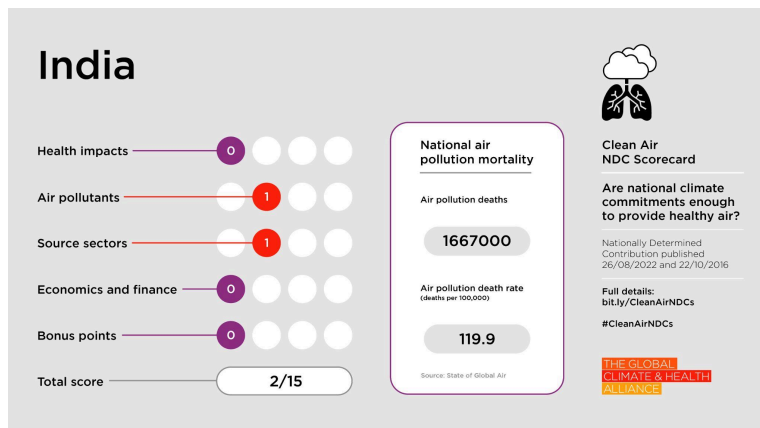 India
Health impacts 0
Air pollutants 1
Source sectors 1
Economics and finance 0
Bonus points 0
Total score 2/15
National air
pollution mortality
Air pollution deaths
1667000
Air pollution death rate
(deaths per 100,000)
119.9
Source: State of Global Air
Clean Air
NDC Scorecard
Are national climate
commitments enough
to provide healthy air?
Nationally Determined
Contribution published
26/08/2022 and 22/10/2016
Full details:
bit.ly/CleanAirNDCs
#CleanAirNDCs
THE GLOBAL
CLIMATE & HEALTH
ALLIANCE